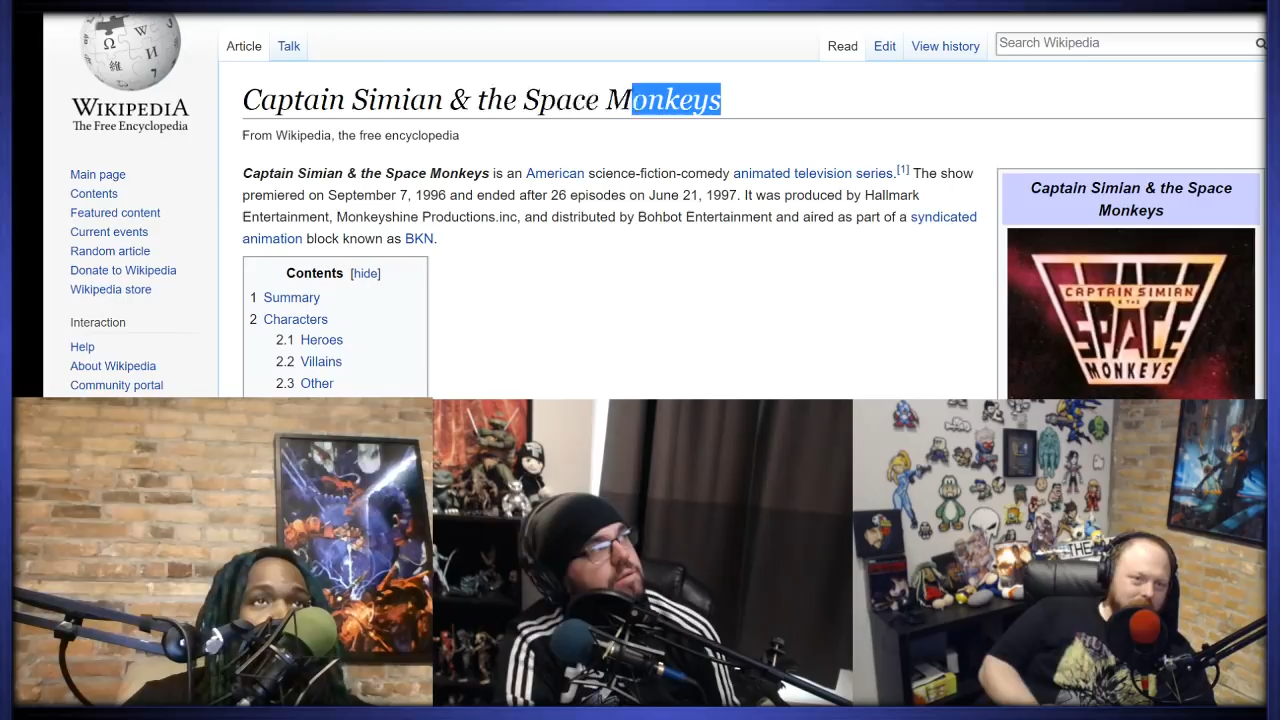 WIKIPEDIA
The Free Encyclopedia
Main page
Contents
Featured content
Current events
Random article
Donate to Wikipedia
Wikipedia store
Interaction
Help
About Wikipedia
Community portal
Article
Talk
Read
Edit
View history
Search Wikipedia
Captain Simian & the Space Monkeys
From Wikipedia, the free encyclopedia
Captain Simian & the Space Monkeys is an American science-fiction-comedy animated television series.[1] The show
premiered on September 7, 1996 and ended after 26 episodes on June 21, 1997. It was produced by Hallmark
Entertainment, Monkeyshine Productions.inc, and distributed by Bohbot Entertainment and aired as part of a syndicated
animation block known as BKN.
Contents [hide]
1 Summary
2 Characters
2.1 Heroes
2.2 Villains
2.3 Other
Captain Simian & the Space
Monkeys
CAPTAIN SIMIAN
& THE
SPACE
MONKEYS
THE